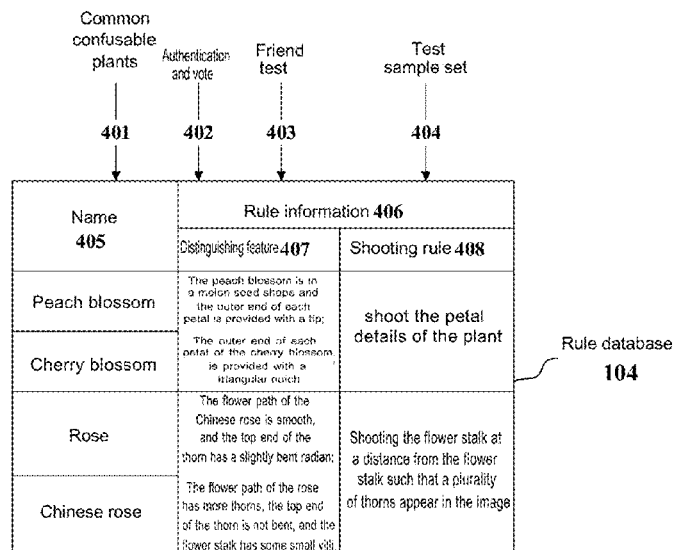 Common
confusable
plants
Authentication
and vote
Friend
test
Test
sample set
401
402
403
404
Name
405
Rule information 406
Distinguishing feature 407
Shooting rule 408
Peach blossom
The peach blossom is in
a melon seed shape and
the outer end of each
petal is provided with a tip;
shoot the petal
details of the plant
Cherry blossom
The outer end of each
petal of the cherry blossom
is provided with a
triangular notch
Rule database
104
Rose
The flower path of the
Chinese rose is smooth,
and the top end of the
thorn has a slightly bent radian;
Shooting the flower stalk at
a distance from the flower
stalk such that a plurality
of thorns appear in the image
Chinese rose
The flower path of the rose
has more thorns, the top end
of the thorn is not bent, and the
flower stalk has some small